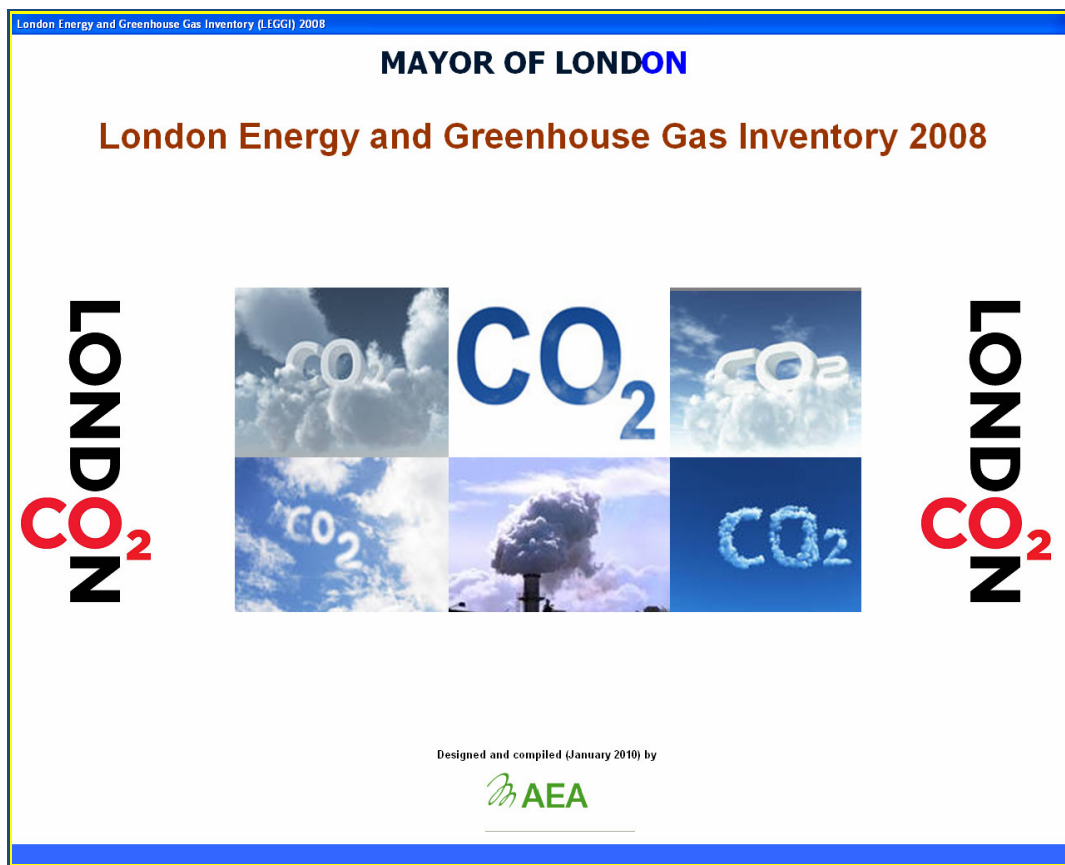 London Energy and Greenhouse Gas Inventory (LEGGI) 2008
MAYOR OF LONDON
London Energy and Greenhouse Gas Inventory 2008
LONDON
CO2
CO2
CO2
CO2
CO2
CO2
CO2
LONDON
Designed and compiled (January 2010) by
AEA